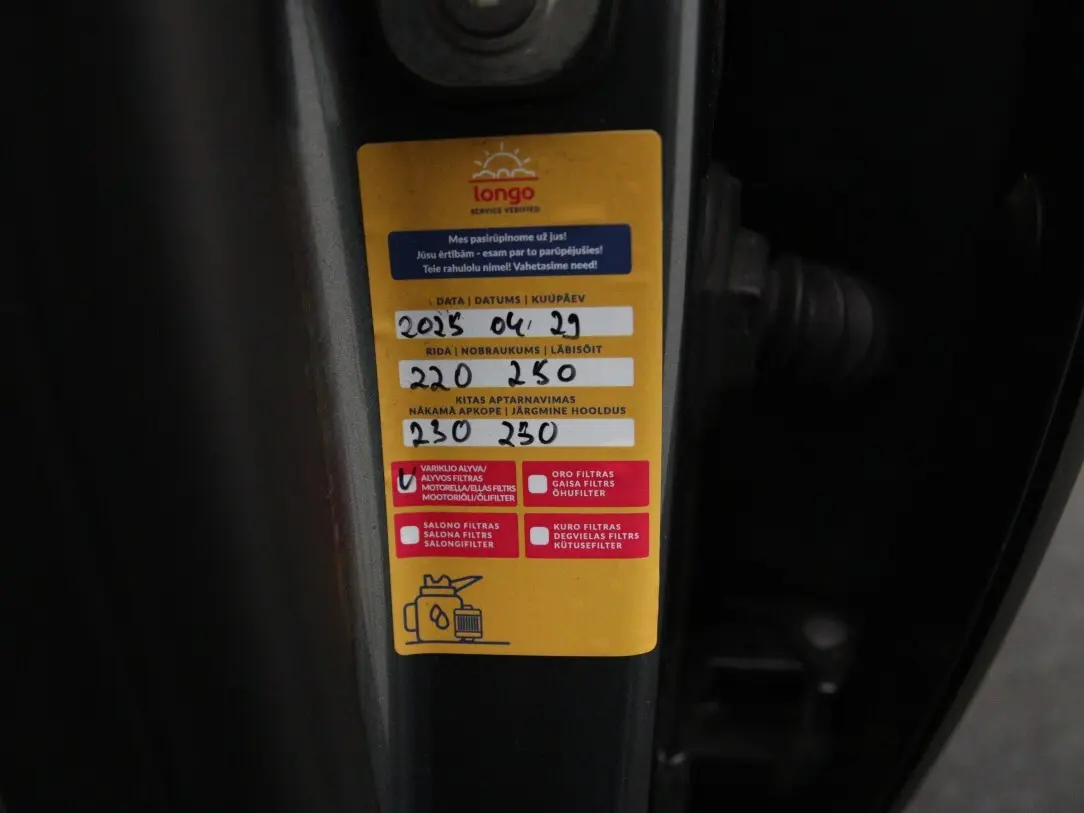 longo
SERVICE VERIFIED
Mes pasirūpinome už jus!
Jūsu ērtībām - esam par to parūpējušies!
Teie rahulolu nimel! Vahetasime need!
DATA | DATUMS | KUUPÄEV
2025 04. 29
RIDA | NOBRAUKUMS | LÄBISÕIT
220 250
KITAS APTARNAVIMAS
NĀKAMĀ APKOPE | JÄRGMINE HOOLDUS
230 250
V
VARIKLIO ALYVA/
ALYVOS FILTRAS
MOTORELLA/ELLAS FILTRS
MOOTORIÕLI/ÕLIFILTER
ORO FILTRAS
GAISA FILTRS
ÕHUFILTER
SALONO FILTRAS
SALONA FILTRS
SALONGIFILTER
KURO FILTRAS
DEGVIELAS FILTRS
KÜTUSEFILTER